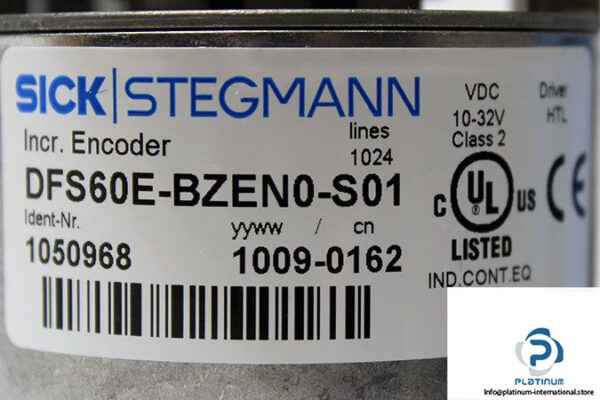 SICK|STEGMANN
Incr. Encoder
lines
1024
DFS60E-BZEN0-S01
Ident-Nr.
yyww / cn
1050968
1009-0162
VDC
10-32V
Class 2
Driver
HTL
C UL US
LISTED
IND.CONT.EQ
CE
PLATINUM
Info@platinum-international.store